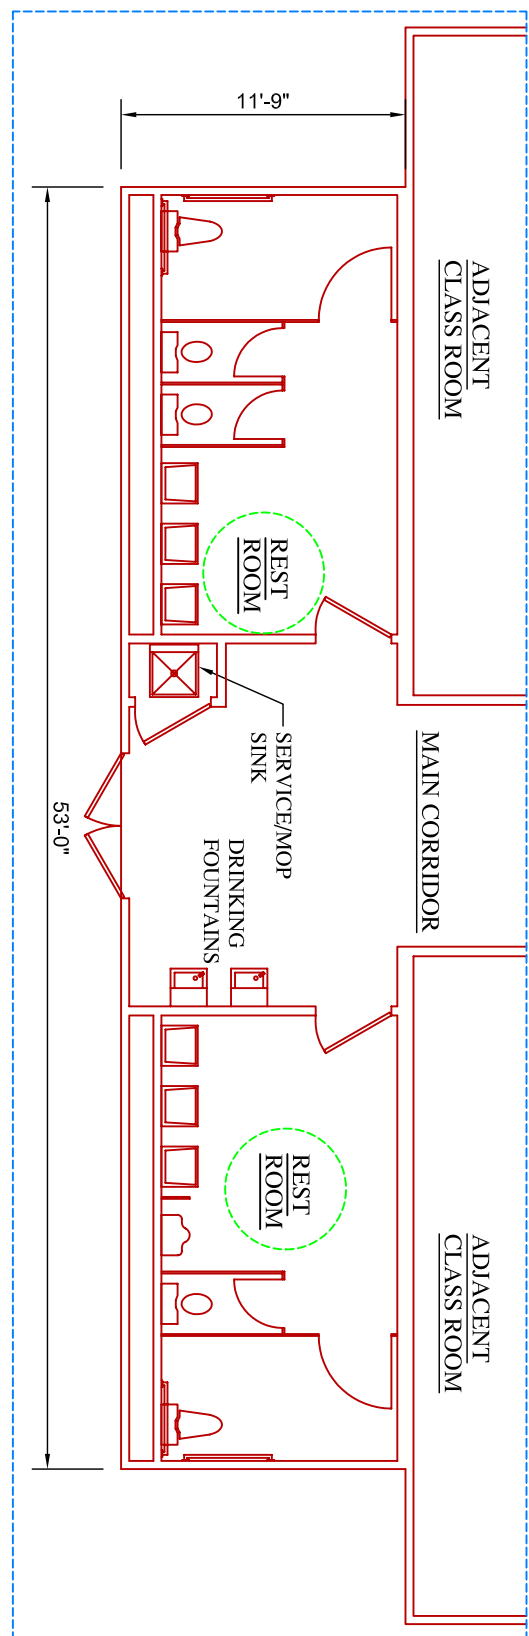 11'-9"
ADJACENT
CLASS ROOM
REST
ROOM
SERVICE/MOP
SINK
MAIN CORRIDOR
DRINKING
FOUNTAINS
53'-0"
REST
ROOM
ADJACENT
CLASS ROOM